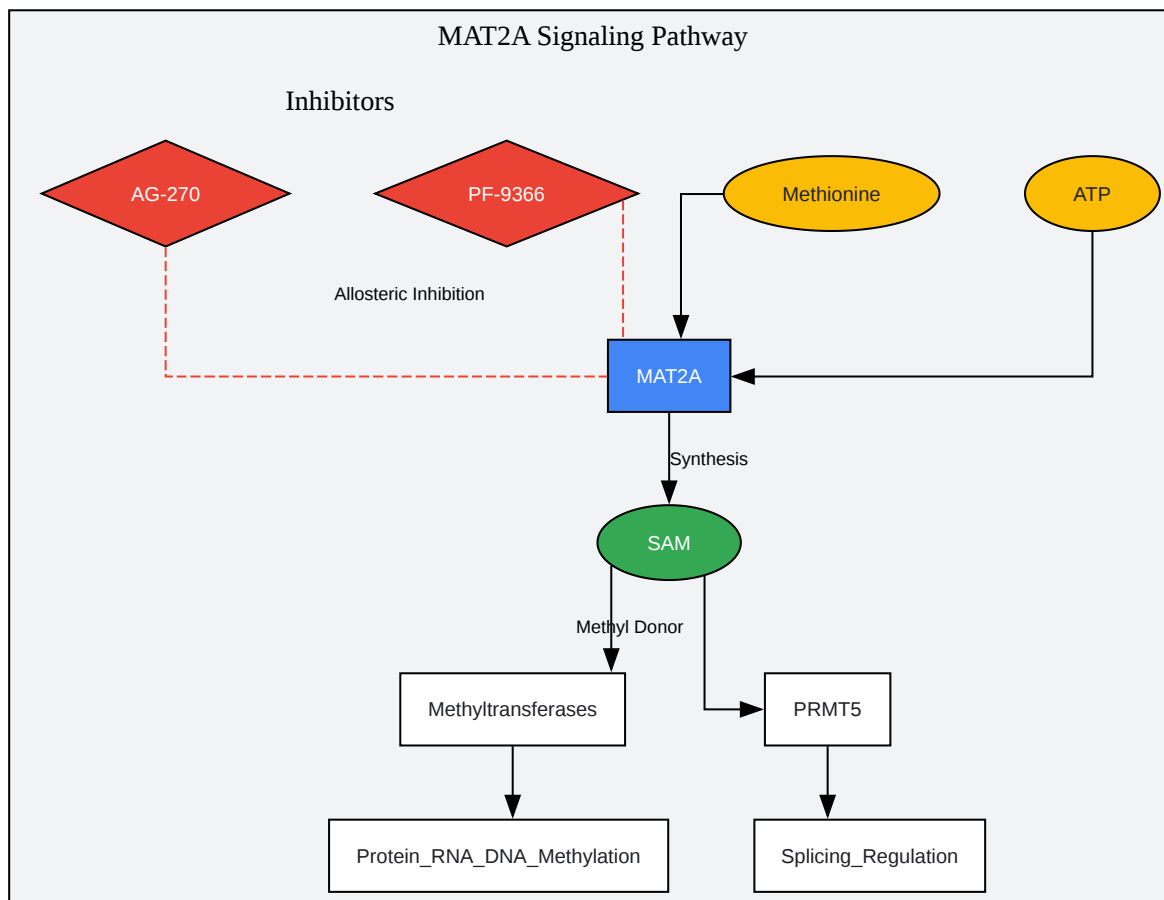 MAT2A Signaling Pathway
Inhibitors
AG-270
PF-9366
Methionine
ATP
Allosteric Inhibition
MAT2A
Synthesis
SAM
Methyl Donor
Methyltransferases
PRMT5
Protein_RNA_DNA_Methylation
Splicing_Regulation